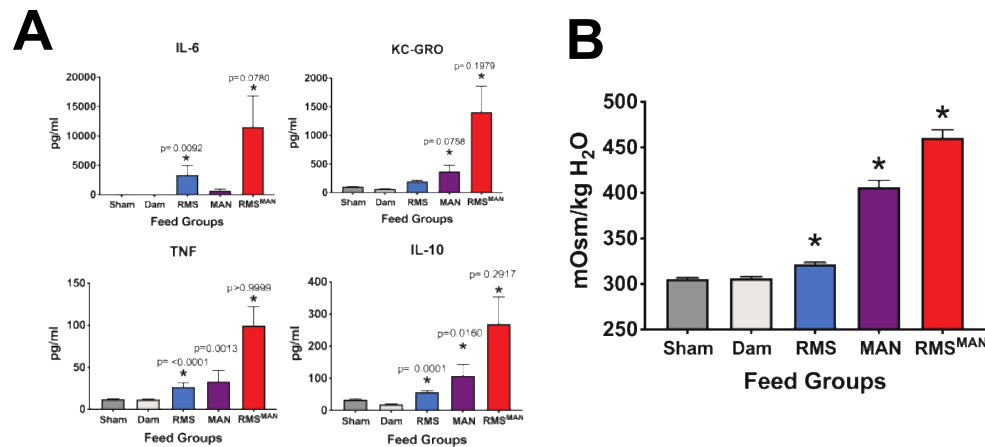 A
IL-6
pg/ml
20000
15000
10000
5000
0
p= 0.0092
*
p=0.0780
*
Sham Dam RMS MAN RMS^MAN
Feed Groups
KC-GRO
pg/ml
2000
1500
1000
500
0
p= 0.0758
*
p= 0.1979
*
Sham Dam RMS MAN RMS^MAN
Feed Groups
TNF
pg/ml
150
100
50
0
p= <0.0001
*
p=0.0013
p>0.9999
*
Sham Dam RMS MAN RMS^MAN
Feed Groups
IL-10
pg/ml
400
300
200
100
0
p= 0.0001
*
p=0.0160
*
p= 0.2917
*
Sham Dam RMS MAN RMS^MAN
Feed Groups
B
mOsm/kg H₂O
500
450
400
350
300
250
*
*
*
Sham Dam RMS MAN RMS^MAN
Feed Groups